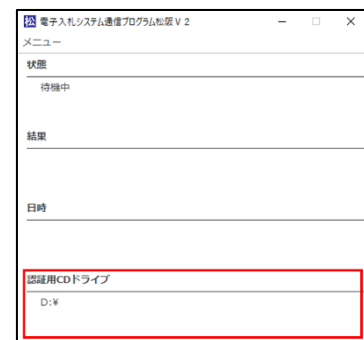 松 電子入札システム通信プログラム松阪V2
メニュー
状態
待機中
結果
日時
認証用CDドライブ
D:¥